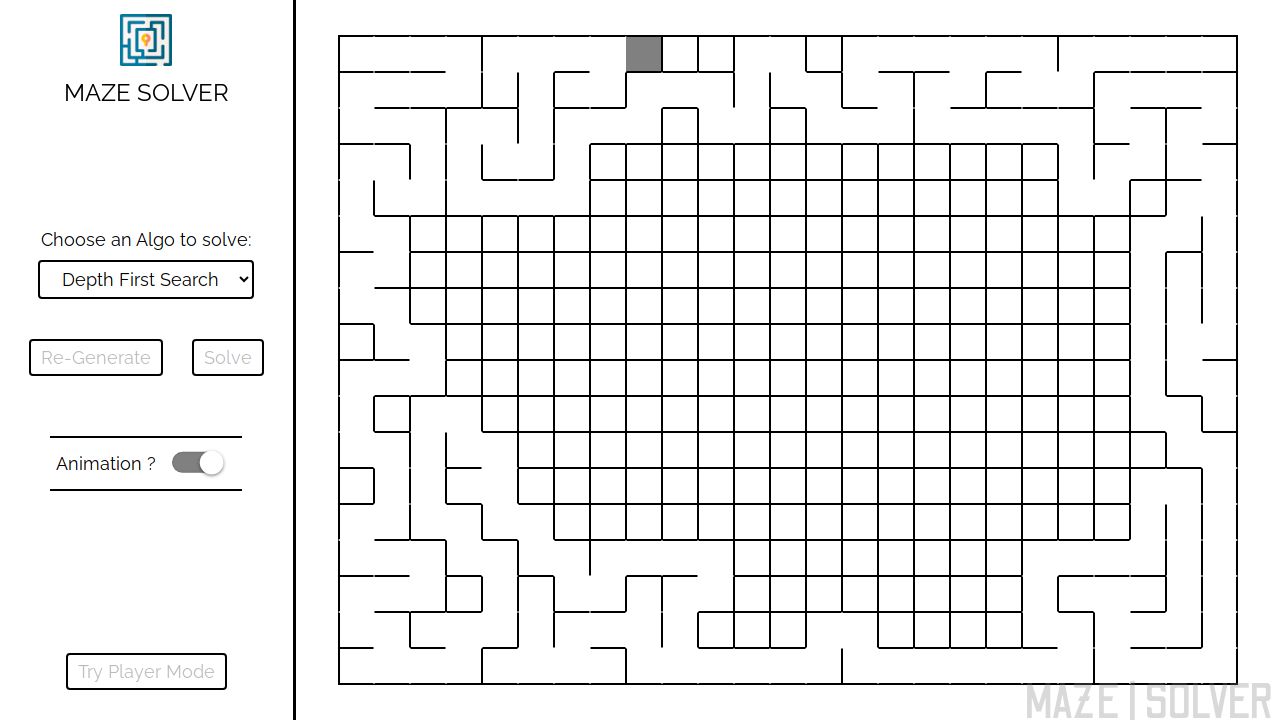 MAZE SOLVER
Choose an Algo to solve:
Depth First Search
Re-Generate
Solve
Animation ?
Try Player Mode
MAZE | SOLVER